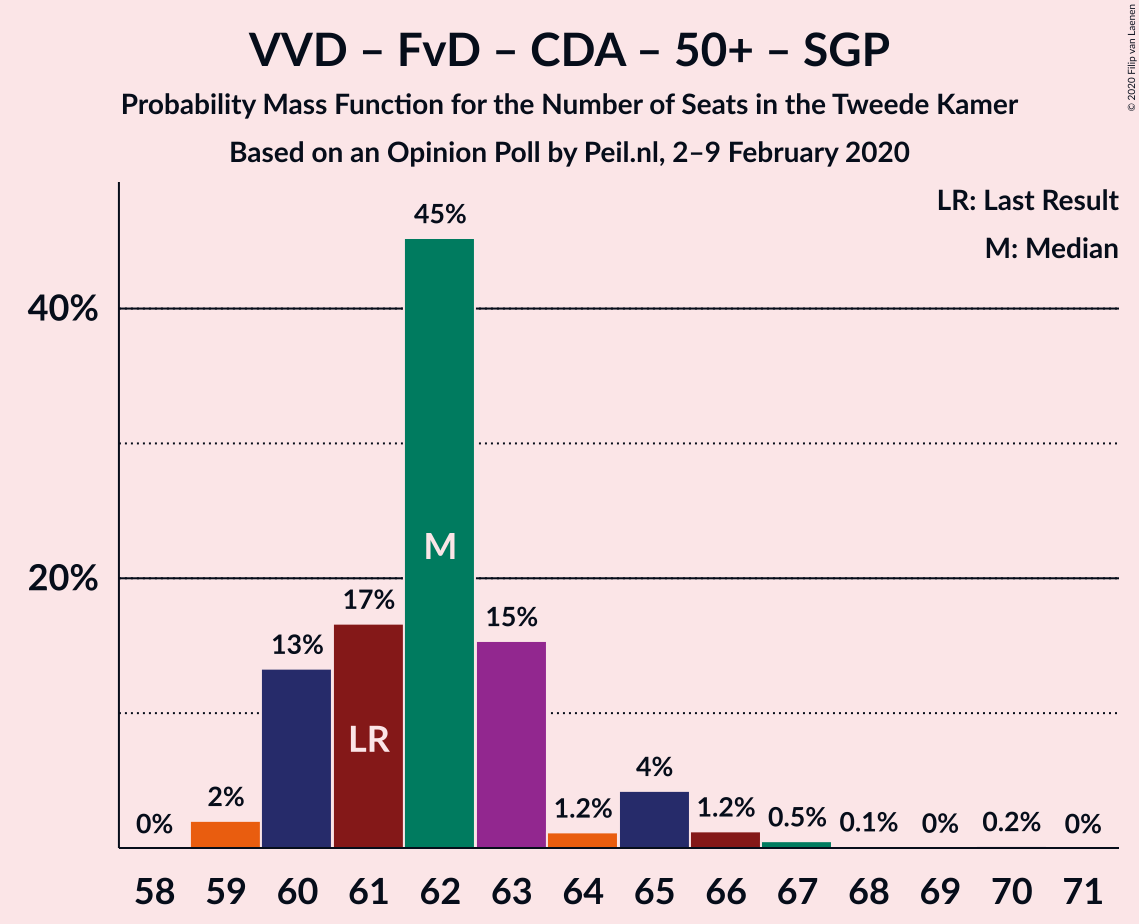 VVD – FvD – CDA – 50+ – SGP
Probability Mass Function for the Number of Seats in the Tweede Kamer
Based on an Opinion Poll by Peil.nl, 2–9 February 2020
© 2020 Filip van Laenen
LR: Last Result
M: Median
45%
40%
M
20%
17%
15%
13%
LR
4%
2%
1.2%
1.2%
0.5%
0%
0.1%
0%
0.2%
0%
58 59 60 61 62 63 64 65 66 67 68 69 70 71